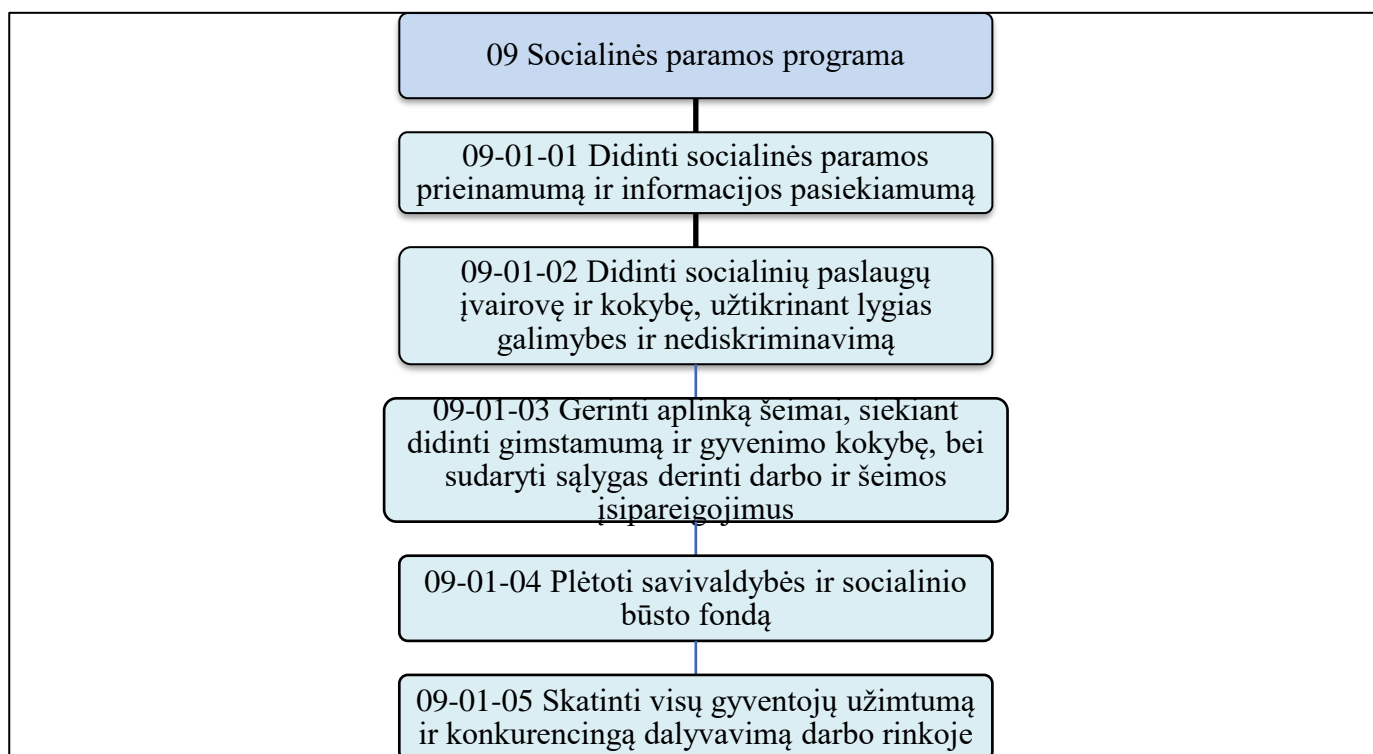 09 Socialinės paramos programa
09-01-01 Didinti socialinės paramos
prieinamumą ir informacijos pasiekiamumą
09-01-02 Didinti socialinių paslaugų
įvairovę ir kokybę, užtikrinant lygias
galimybes ir nediskriminavimą
09-01-03 Gerinti aplinką šeimai, siekiant
didinti gimstamumą ir gyvenimo kokybę, bei
sudaryti sąlygas derinti darbo ir šeimos
įsipareigojimus
09-01-04 Plėtoti savivaldybės ir socialinio
būsto fondą
09-01-05 Skatinti visų gyventojų užimtumą
ir konkurencingą dalyvavimą darbo rinkoje